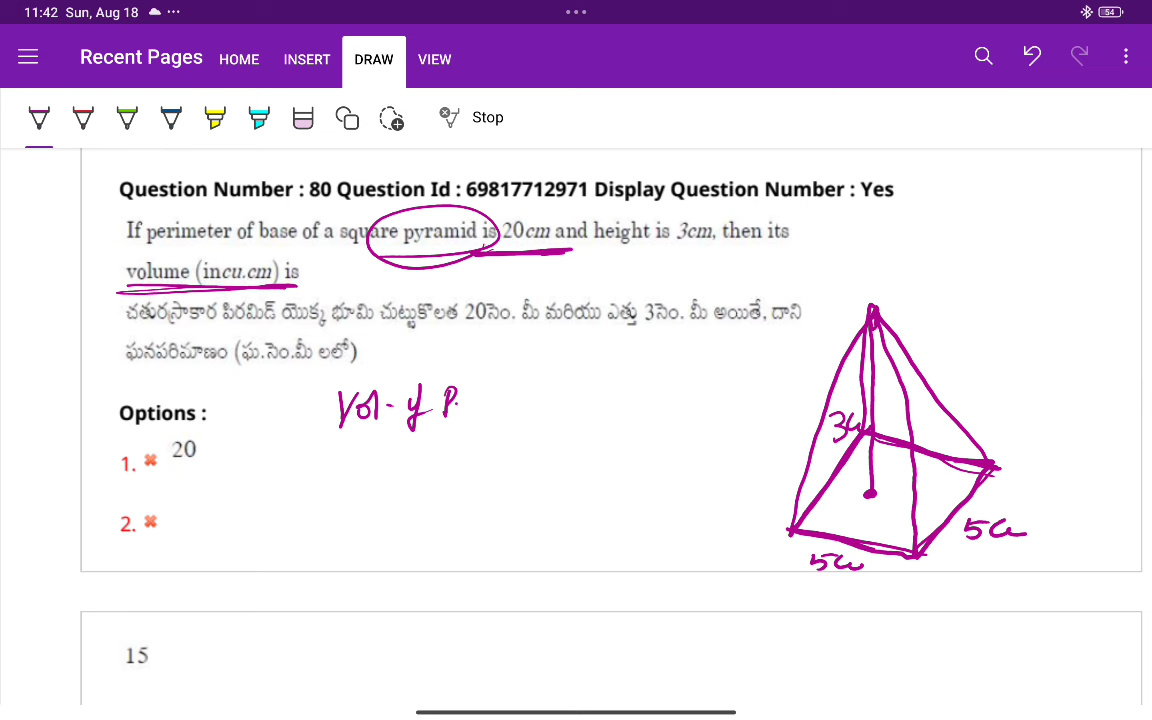 11:42 Sun, Aug 18 54
Recent Pages HOME INSERT DRAW VIEW
Stop
Question Number : 80 Question Id : 69817712971 Display Question Number : Yes
If perimeter of base of a square pyramid is 20cm and height is 3cm, then its
volume (incu.cm) is
చతురస్రాకార పిరమిడ్ యొక్క భూమి చుట్టుకొలత 20సెం. మీ మరియు ఎత్తు 3సెం. మీ అయితే, దాని
ఘనపరిమాణం (ఘ.సెం.మీ లలో)
Options :
Vol- y P.
20
1.
2.
3cm
5cm
5cm
15